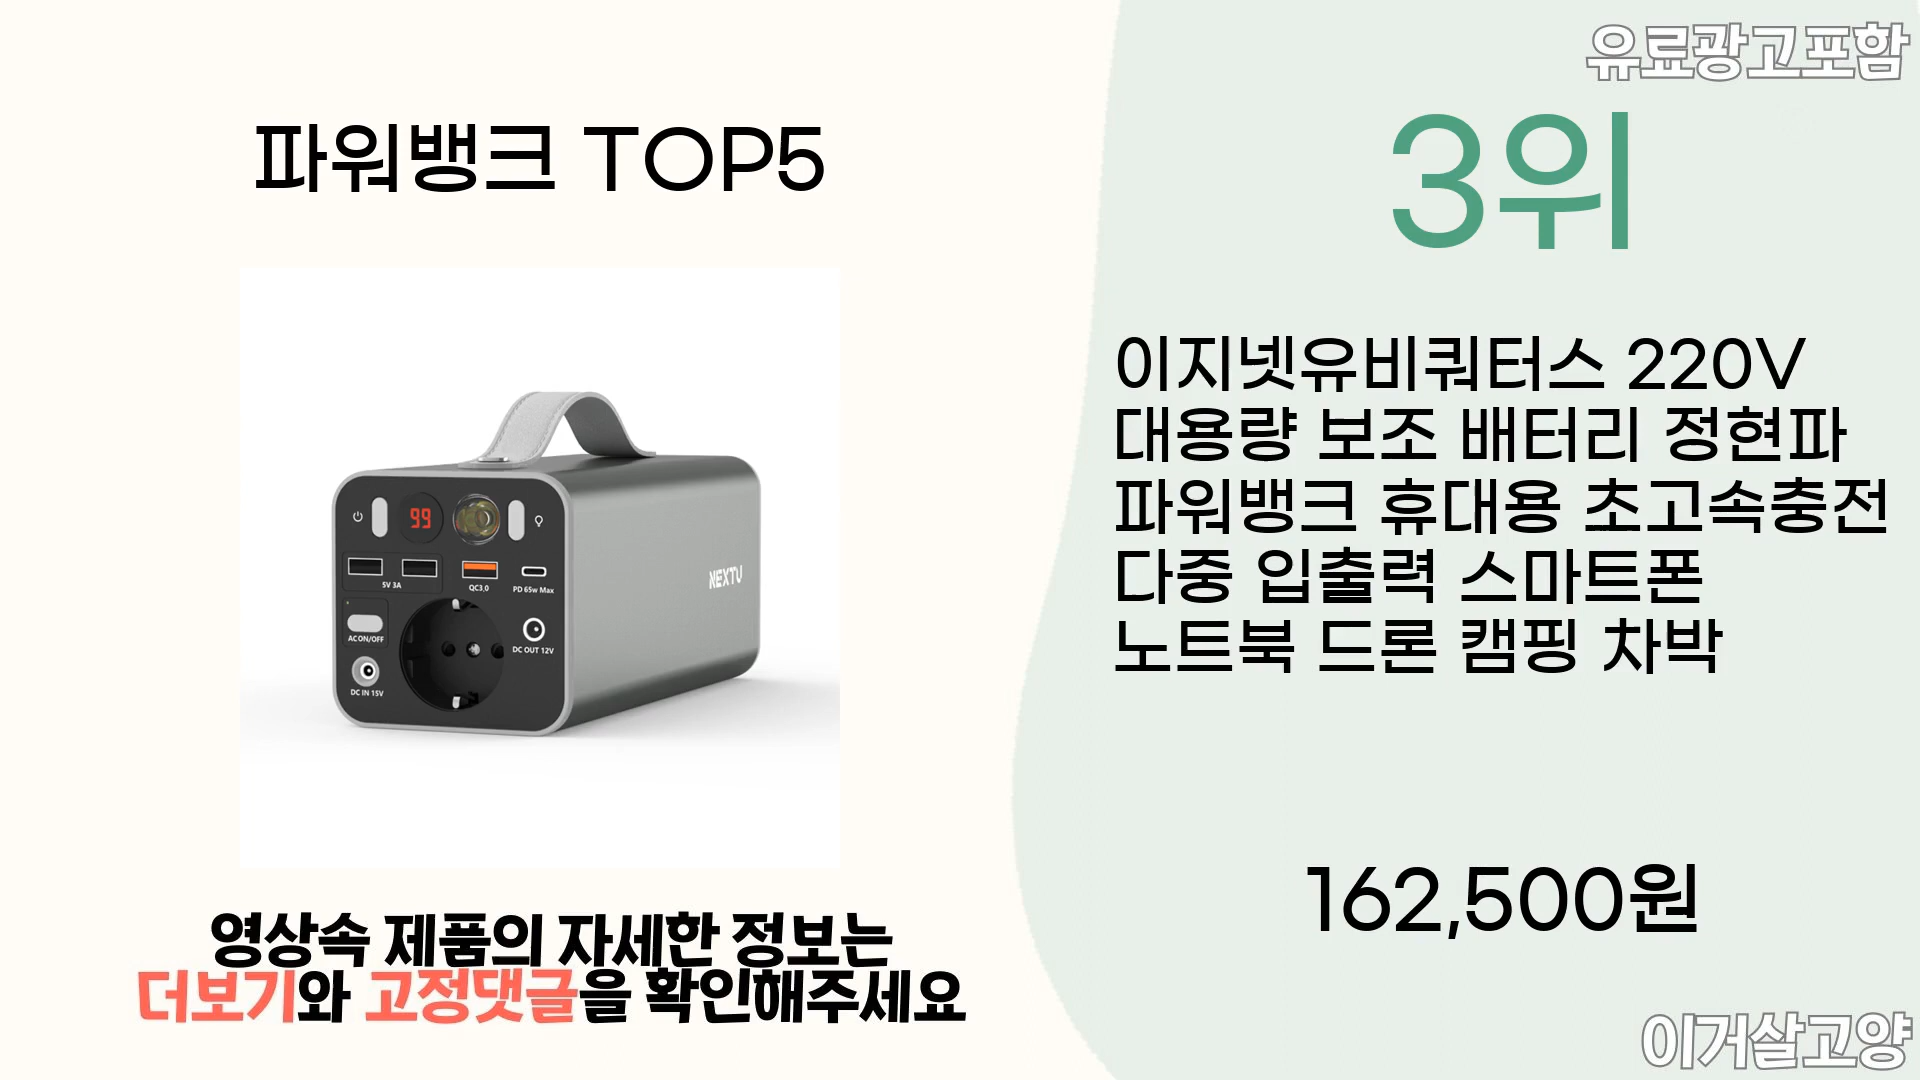 유료광고포함
파워뱅크 TOP5
3위
99
5V 3A
QC3.0
PD 65w Max
AC ON/OFF
DC OUT 12V
DC IN 15V
NEXTU
이지넷유비쿼터스 220V
대용량 보조 배터리 정현파
파워뱅크 휴대용 초고속충전
다중 입출력 스마트폰
노트북 드론 캠핑 차박
162,500원
영상속 제품의 자세한 정보는
더보기와 고정댓글을 확인해주세요
이거살고양